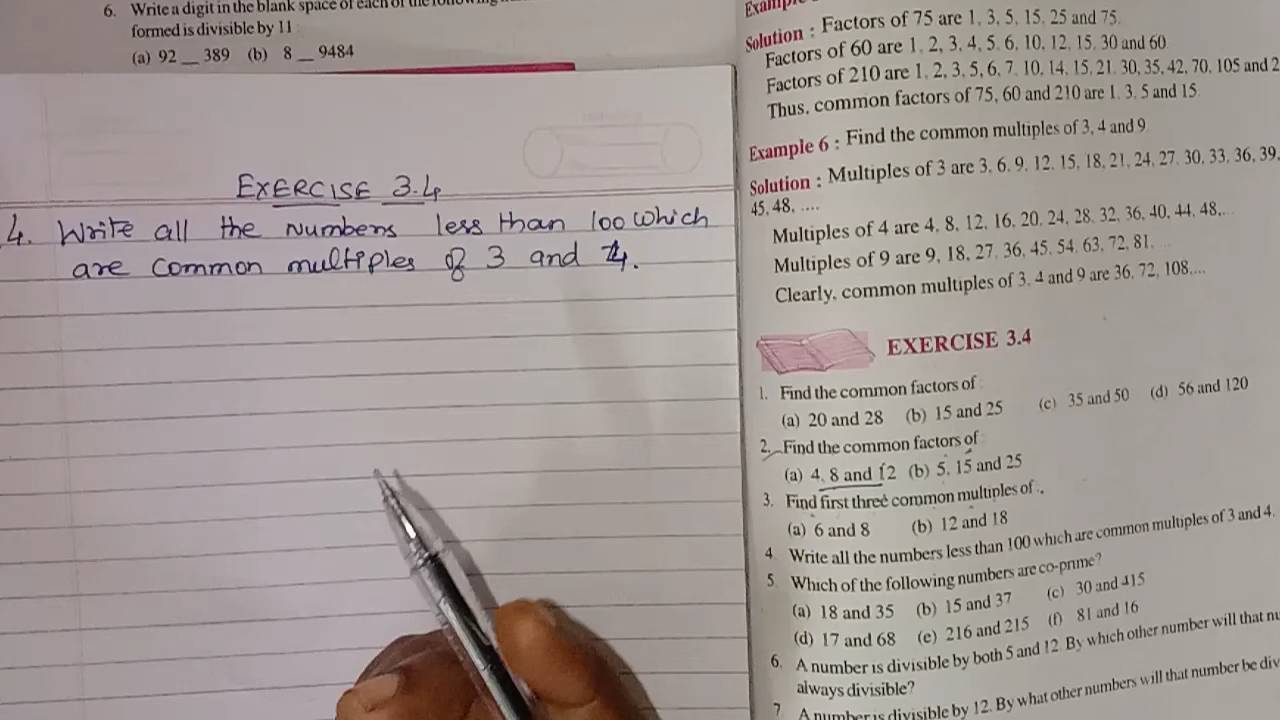 6. Write a digit in the blank space of each of the following
formed is divisible by 11
(a) 92 __ 389 (b) 8 __ 9484
EXERCISE 3.4
4. Write all the numbers less than 100 which
are common multiples of 3 and 4.
Example
Solution : Factors of 75 are 1, 3, 5, 15, 25 and 75.
Factors of 60 are 1, 2, 3, 4, 5, 6, 10, 12, 15, 30 and 60
Factors of 210 are 1, 2, 3, 5, 6, 7, 10, 14, 15, 21, 30, 35, 42, 70, 105 and 2
Thus, common factors of 75, 60 and 210 are 1, 3, 5 and 15.
Example 6 : Find the common multiples of 3, 4 and 9.
Solution : Multiples of 3 are 3, 6, 9, 12, 15, 18, 21, 24, 27, 30, 33, 36, 39,
45, 48, ....
Multiples of 4 are 4, 8, 12, 16, 20, 24, 28, 32, 36, 40, 44, 48,...
Multiples of 9 are 9, 18, 27, 36, 45, 54, 63, 72, 81, ...
Clearly, common multiples of 3, 4 and 9 are 36, 72, 108,...
EXERCISE 3.4
1. Find the common factors of :
(a) 20 and 28 (b) 15 and 25 (c) 35 and 50 (d) 56 and 120
2. Find the common factors of :
(a) 4, 8 and 12 (b) 5, 15 and 25
3. Find first three common multiples of :
(a) 6 and 8 (b) 12 and 18
4. Write all the numbers less than 100 which are common multiples of 3 and 4.
5. Which of the following numbers are co-prime?
(a) 18 and 35 (b) 15 and 37 (c) 30 and 415
(d) 17 and 68 (e) 216 and 215 (f) 81 and 16
6. A number is divisible by both 5 and 12. By which other number will that nu
always divisible?
7. A number is divisible by 12. By what other numbers will that number be div